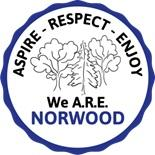 ASPIRE - RESPECT - ENJOY
We A.R.E.
NORWOOD